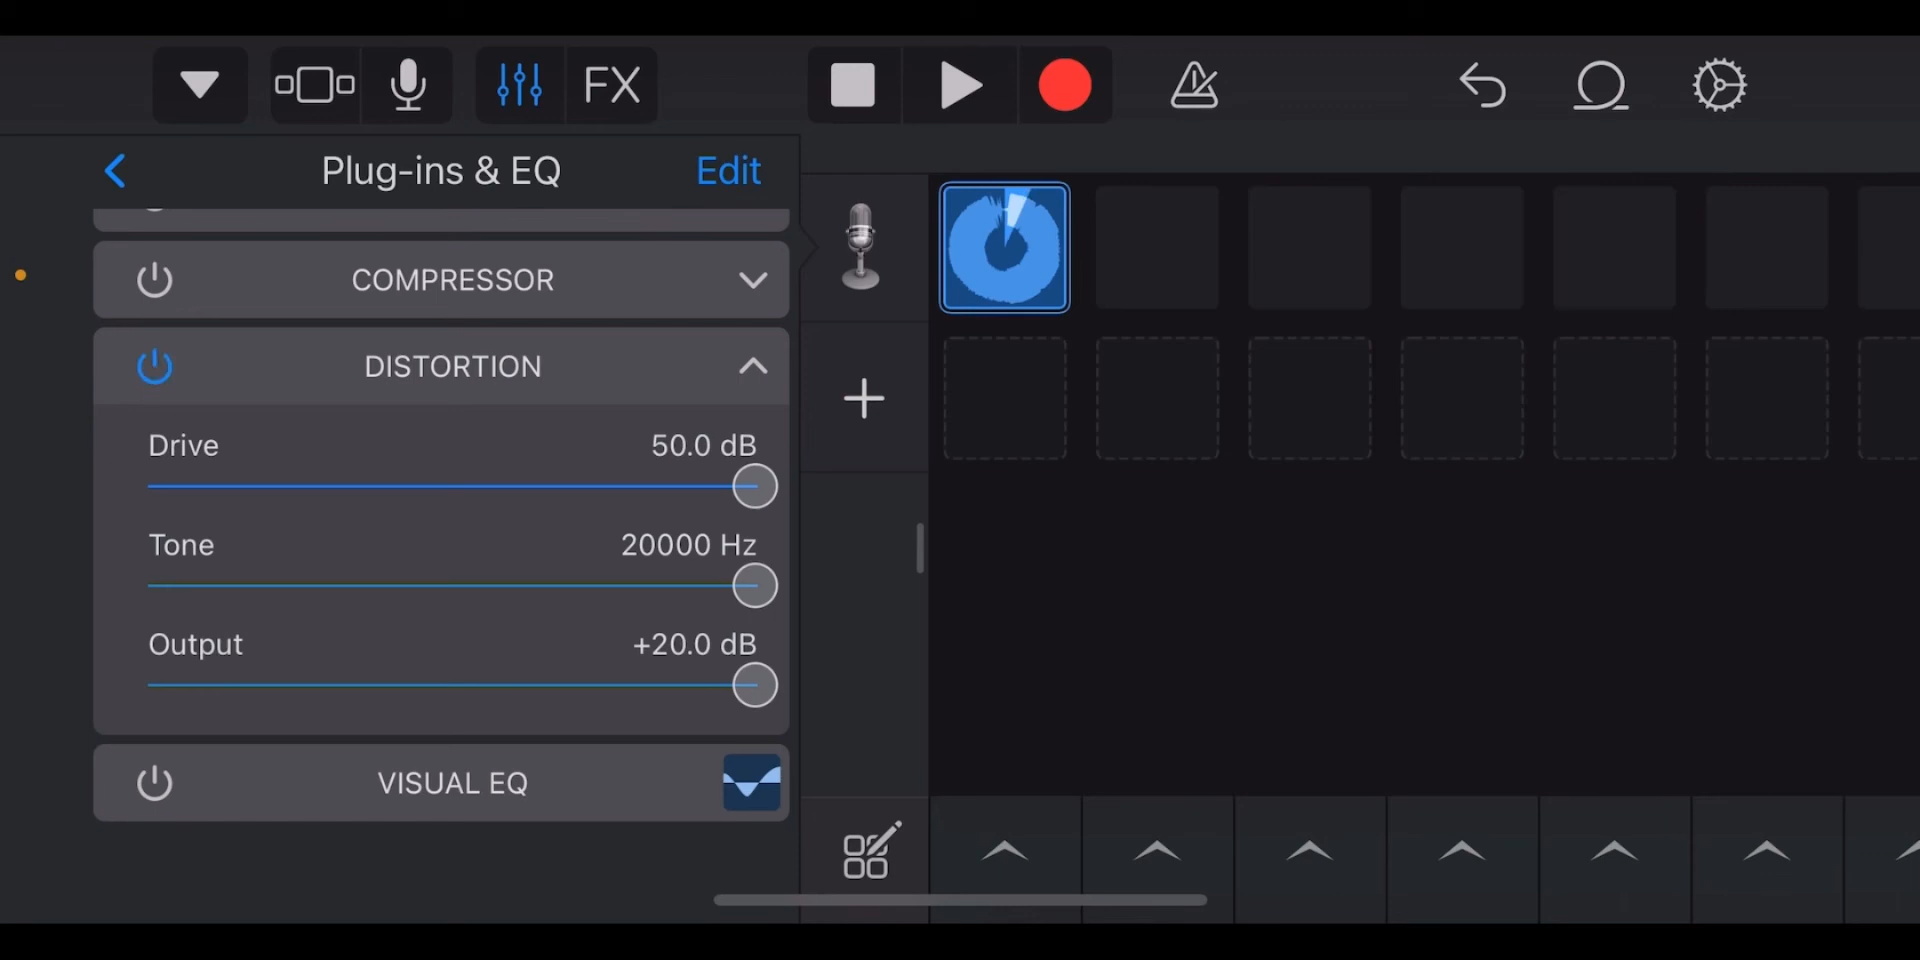 FX
Plug-ins & EQ
Edit
COMPRESSOR
DISTORTION
Drive
50.0 dB
Tone
20000 Hz
Output
+20.0 dB
VISUAL EQ